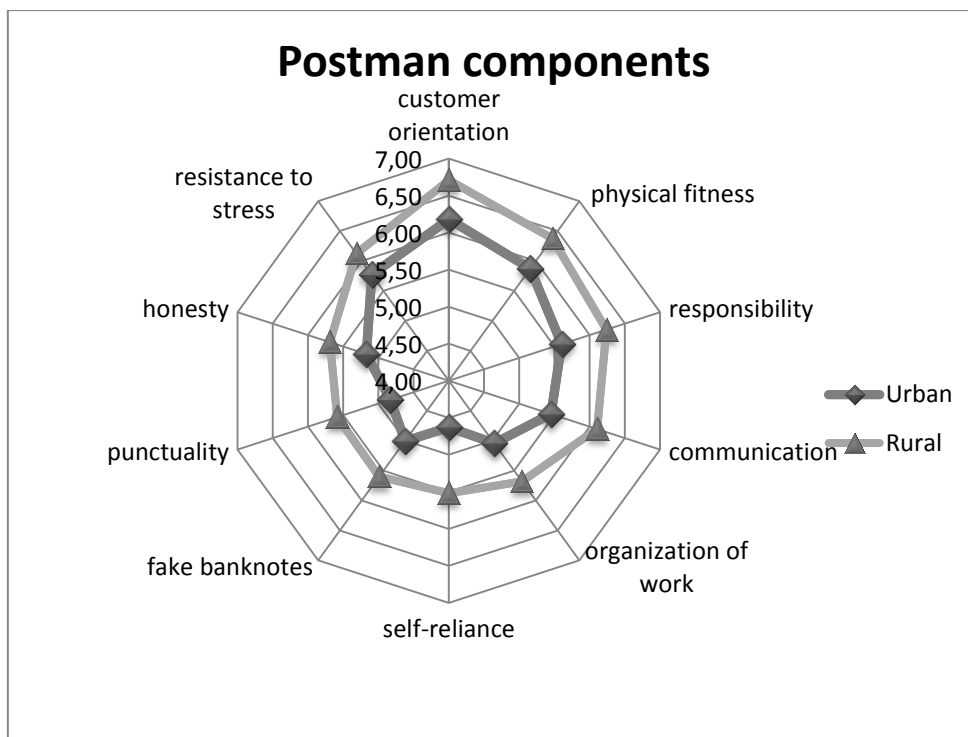 Postman components
customer
orientation
7,00
6,50
6,00
5,50
5,00
4,50
4,00
physical fitness
responsibility
communication
organization of
work
self-reliance
fake banknotes
punctuality
honesty
resistance to
stress
Urban
Rural